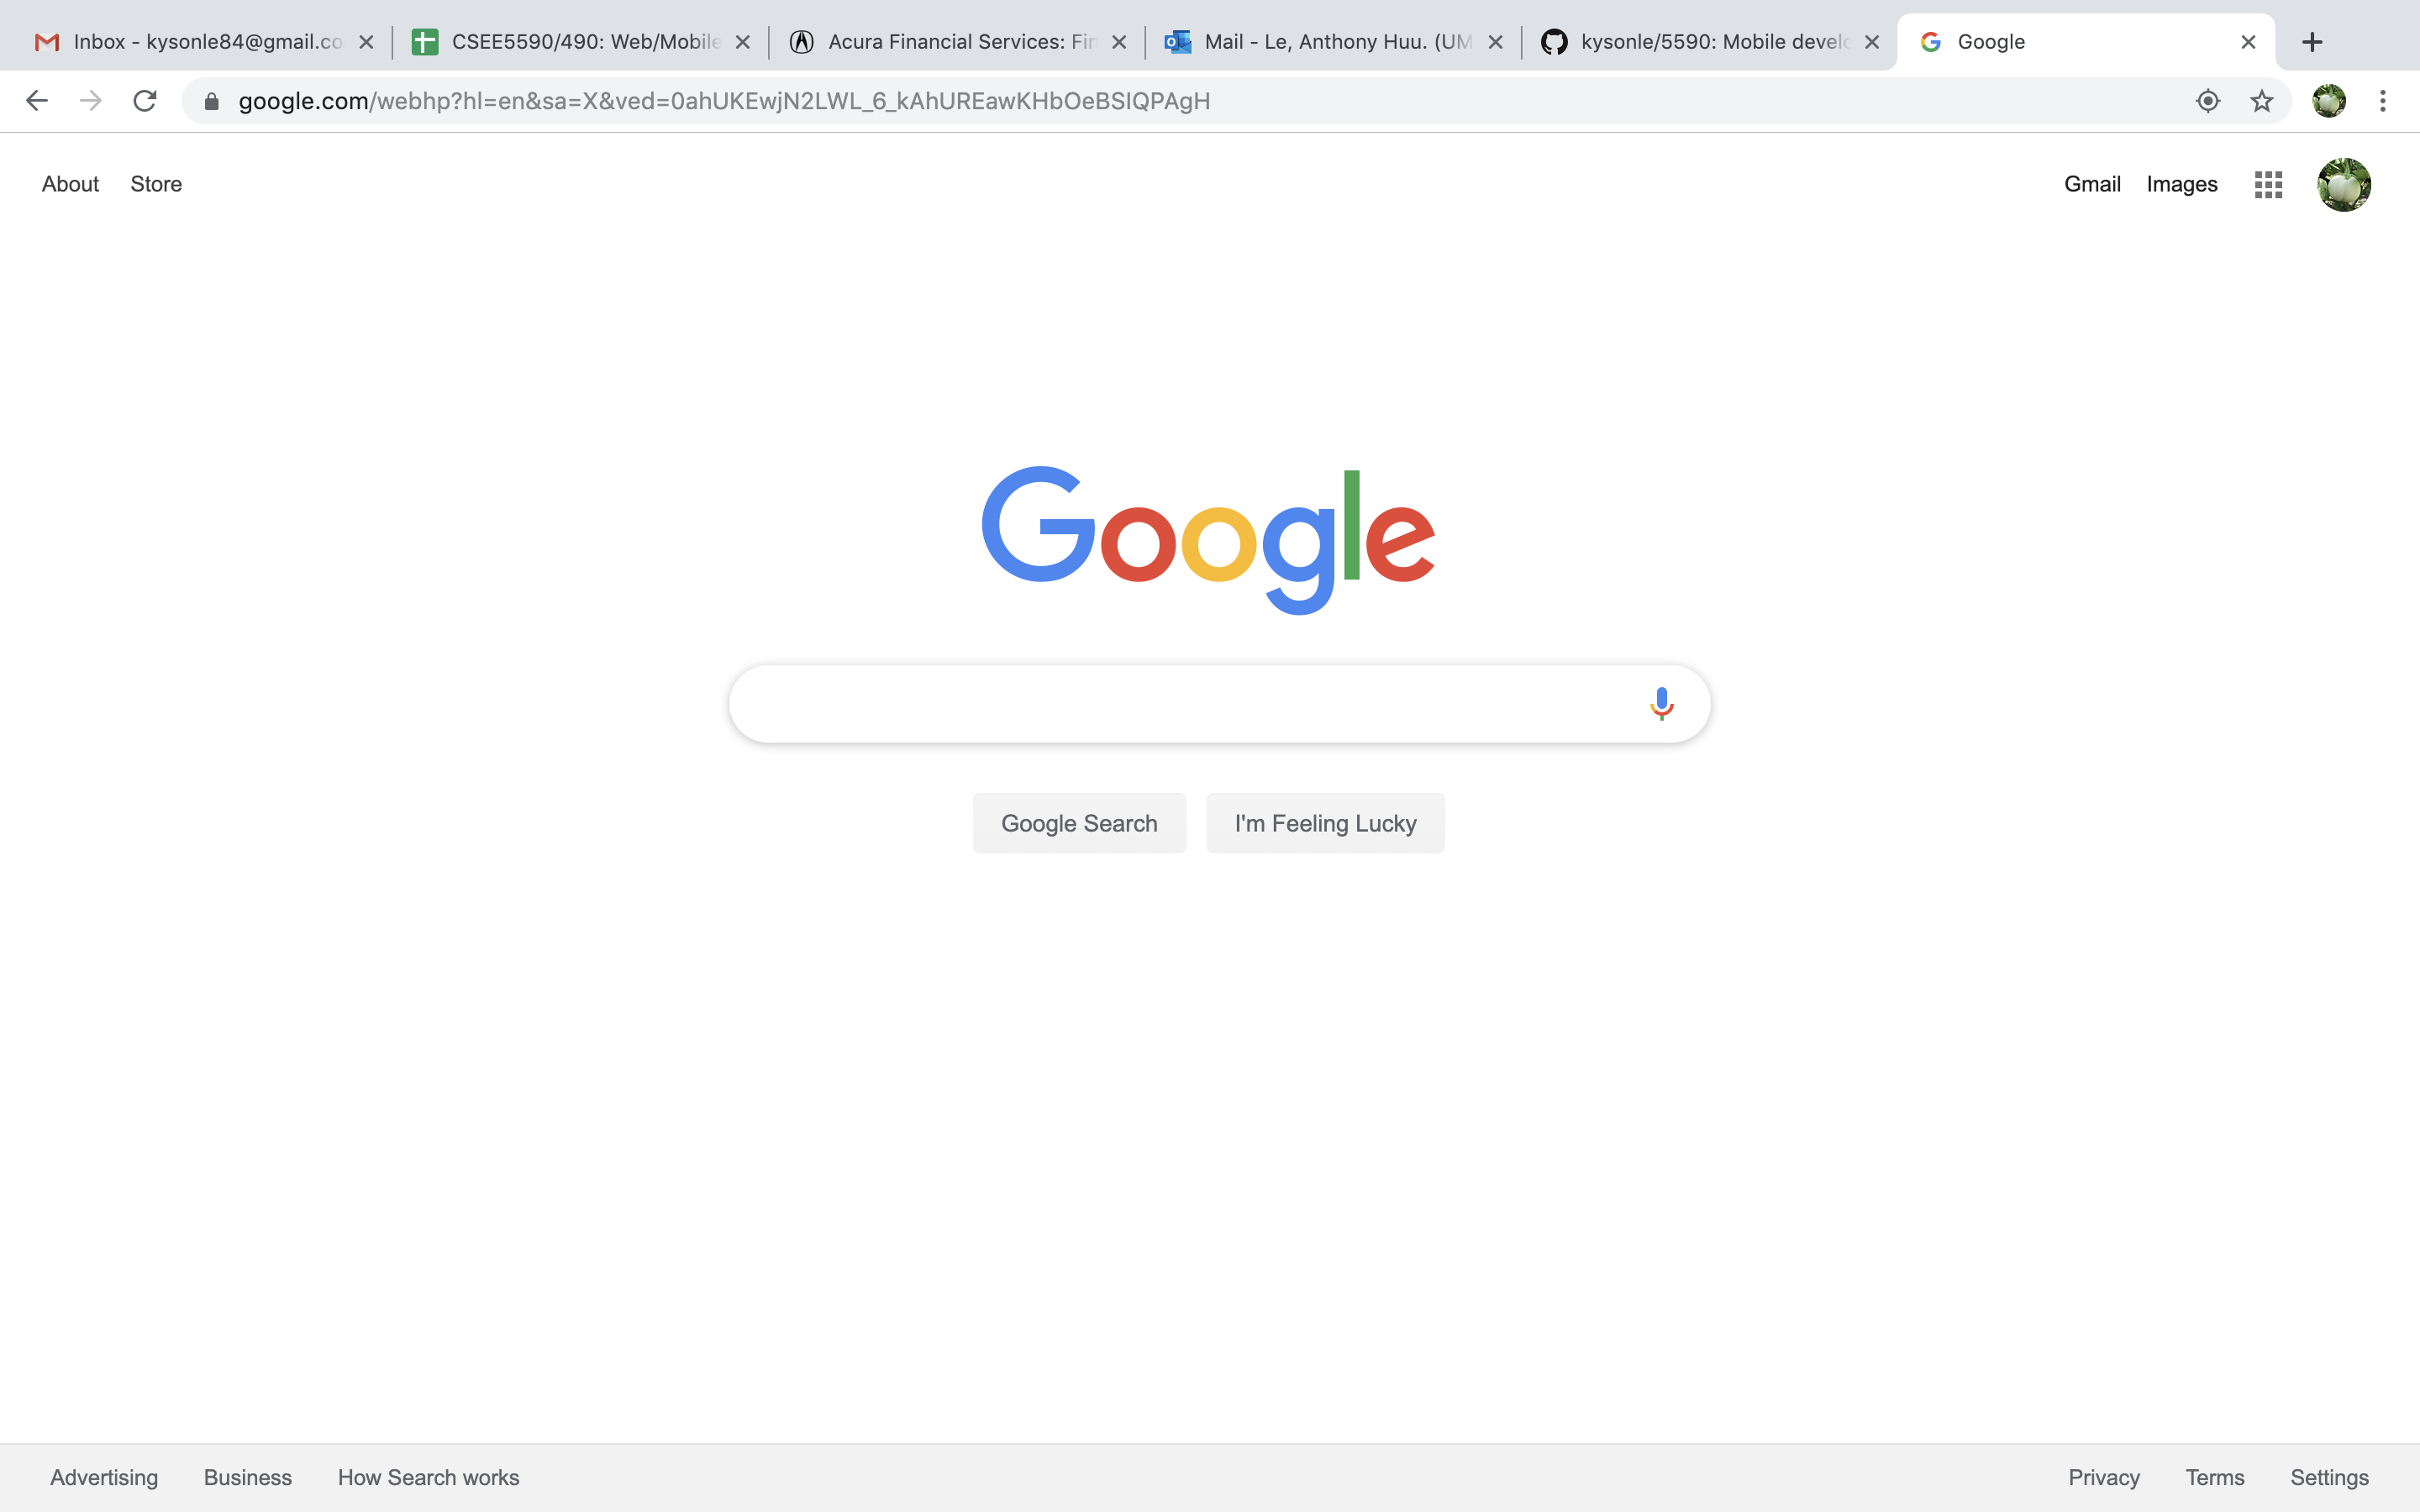 Inbox - kysonle84@gmail.co
CSEE5590/490: Web/Mobile
Acura Financial Services: Fin
Mail - Le, Anthony Huu. (UM
kysonle/5590: Mobile develo
Google
google.com/webhp?hl=en&sa=X&ved=0ahUKEwjN2LWL_6_kAhUREawKHbOeBSIQPAgH
About Store Gmail Images
Google
Google Search I'm Feeling Lucky
Advertising Business How Search works Privacy Terms Settings